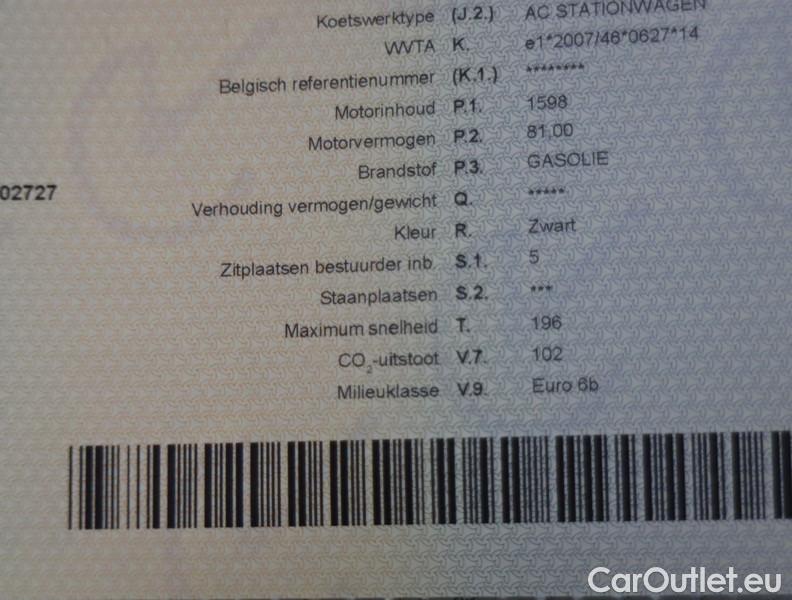 Koetswerktype (J.2.) AC STATIONWAGEN
WVTA K. e1*2007/46*0627*14
Belgisch referentienummer (K.1.) ********
Motorinhoud P.1. 1598
Motorvermogen P.2. 81,00
Brandstof P.3. GASOLIE
02727
Verhouding vermogen/gewicht Q. *****
Kleur R. Zwart
Zitplaatsen bestuurder inb. S.1. 5
Staanplaatsen S.2. ***
Maximum snelheid T. 196
CO2-uitstoot V.7. 102
Milieuklasse V.9. Euro 6b
CarOutlet.eu